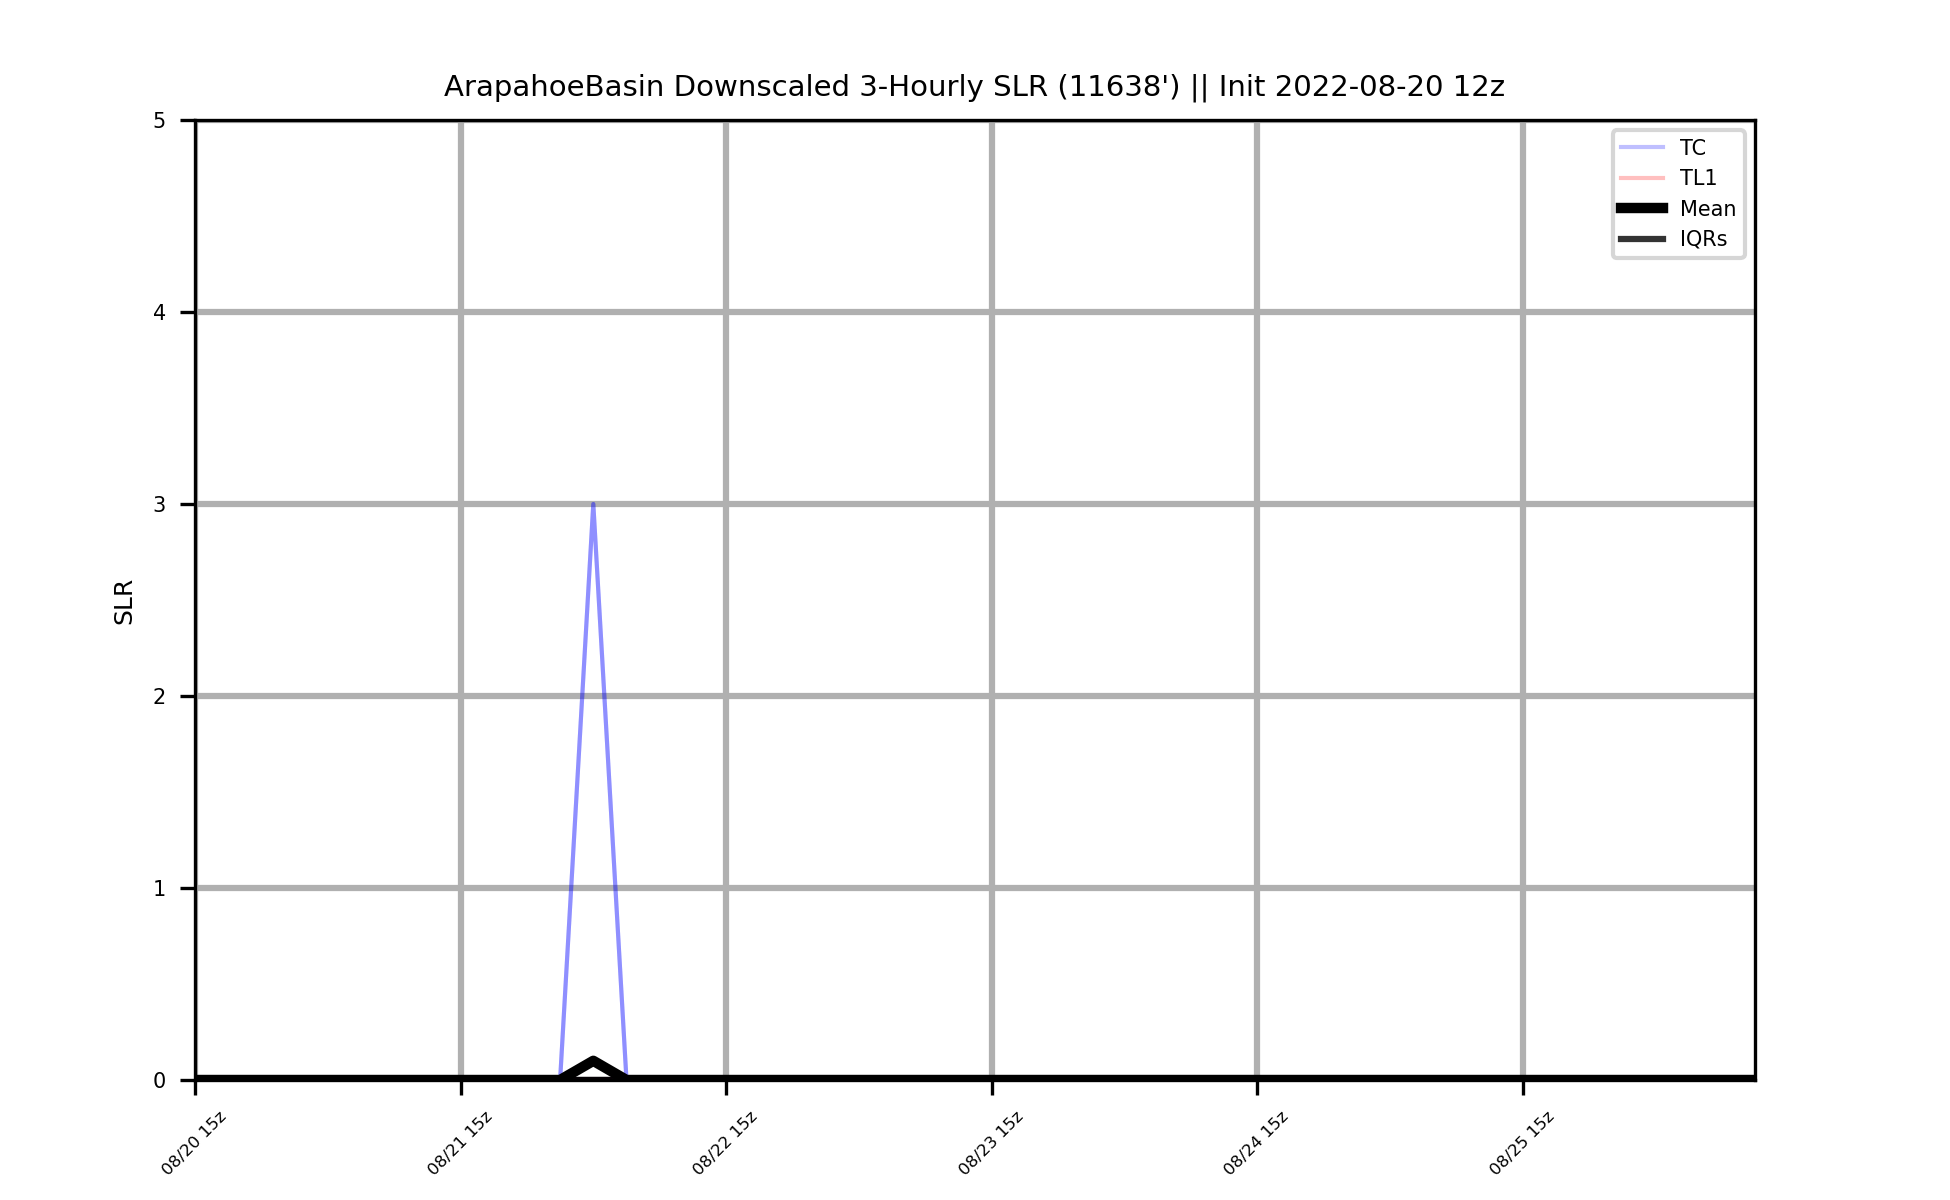 ArapahoeBasin Downscaled 3-Hourly SLR (11638') || Init 2022-08-20 12z
5
4
3
2
1
0
SLR
TC
TL1
Mean
IQRs
08/20 15z
08/21 15z
08/22 15z
08/23 15z
08/24 15z
08/25 15z